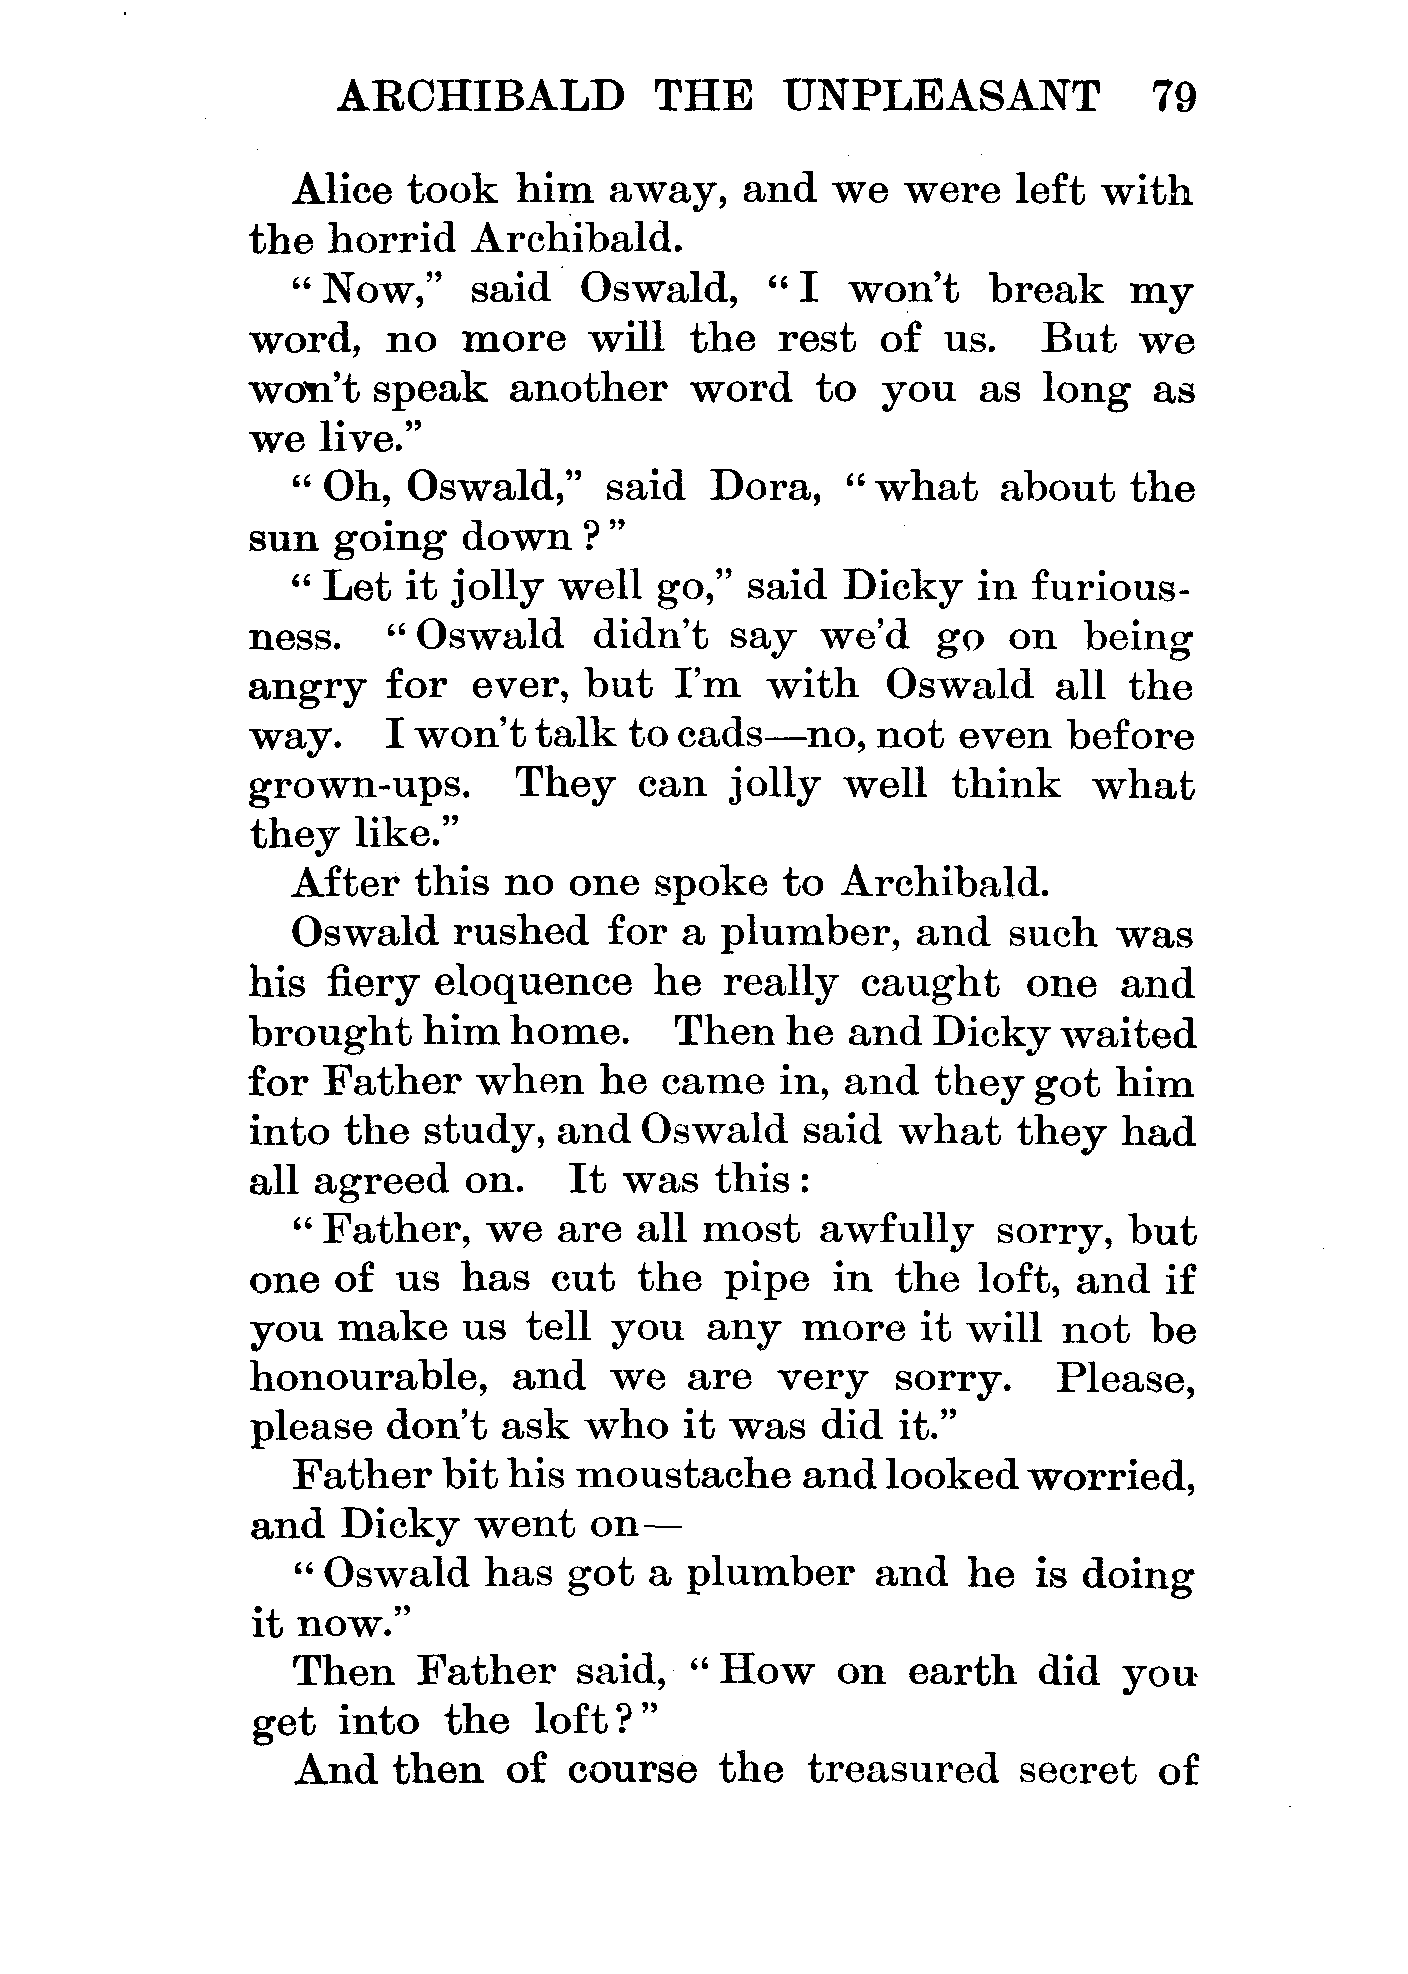 ARCHIBALD THE UNPLEASANT 79
Alice took him away, and we were left with
the horrid Archibald.
“Now,” said Oswald, “I won’t break my
word, no more will the rest of us. But we
won’t speak another word to you as long as
we live.”
“Oh, Oswald,” said Dora, “what about the
sun going down?”
“Let it jolly well go,” said Dicky in furious-
ness. “Oswald didn’t say we’d go on being
angry for ever, but I’m with Oswald all the
way. I won’t talk to cads—no, not even before
grown-ups. They can jolly well think what
they like.”
After this no one spoke to Archibald.
Oswald rushed for a plumber, and such was
his fiery eloquence he really caught one and
brought him home. Then he and Dicky waited
for Father when he came in, and they got him
into the study, and Oswald said what they had
all agreed on. It was this:
“Father, we are all most awfully sorry, but
one of us has cut the pipe in the loft, and if
you make us tell you any more it will not be
honourable, and we are very sorry. Please,
please don’t ask who it was did it.”
Father bit his moustache and looked worried,
and Dicky went on—
“Oswald has got a plumber and he is doing
it now.”
Then Father said, “How on earth did you
get into the loft?”
And then of course the treasured secret of